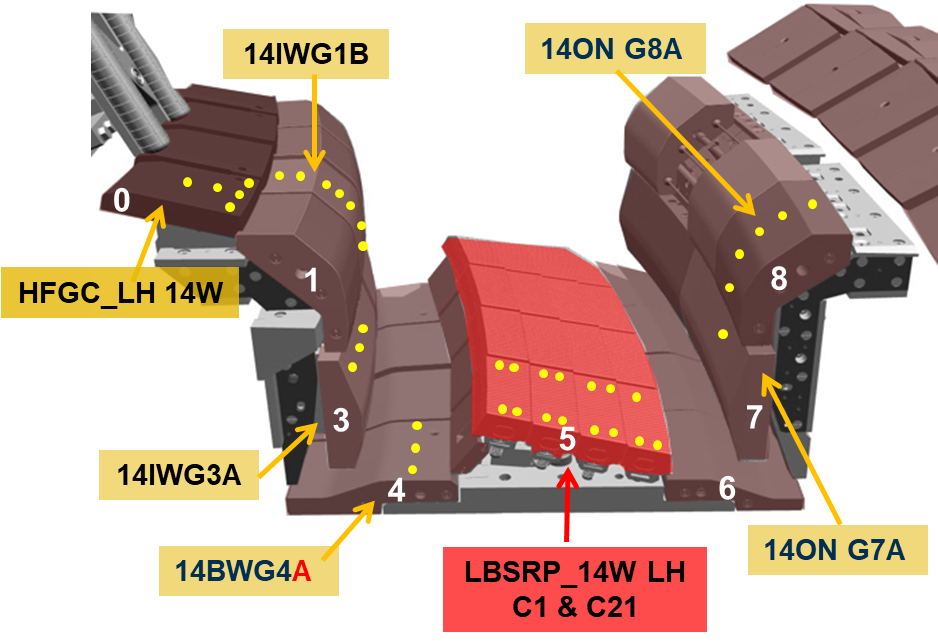 14IWG1B
14ON G8A
0
HFGC_LH 14W
1
8
3
7
14IWG3A
5
4
6
14BWG4A
LBSRP_14W LH
C1 & C21
14ON G7A